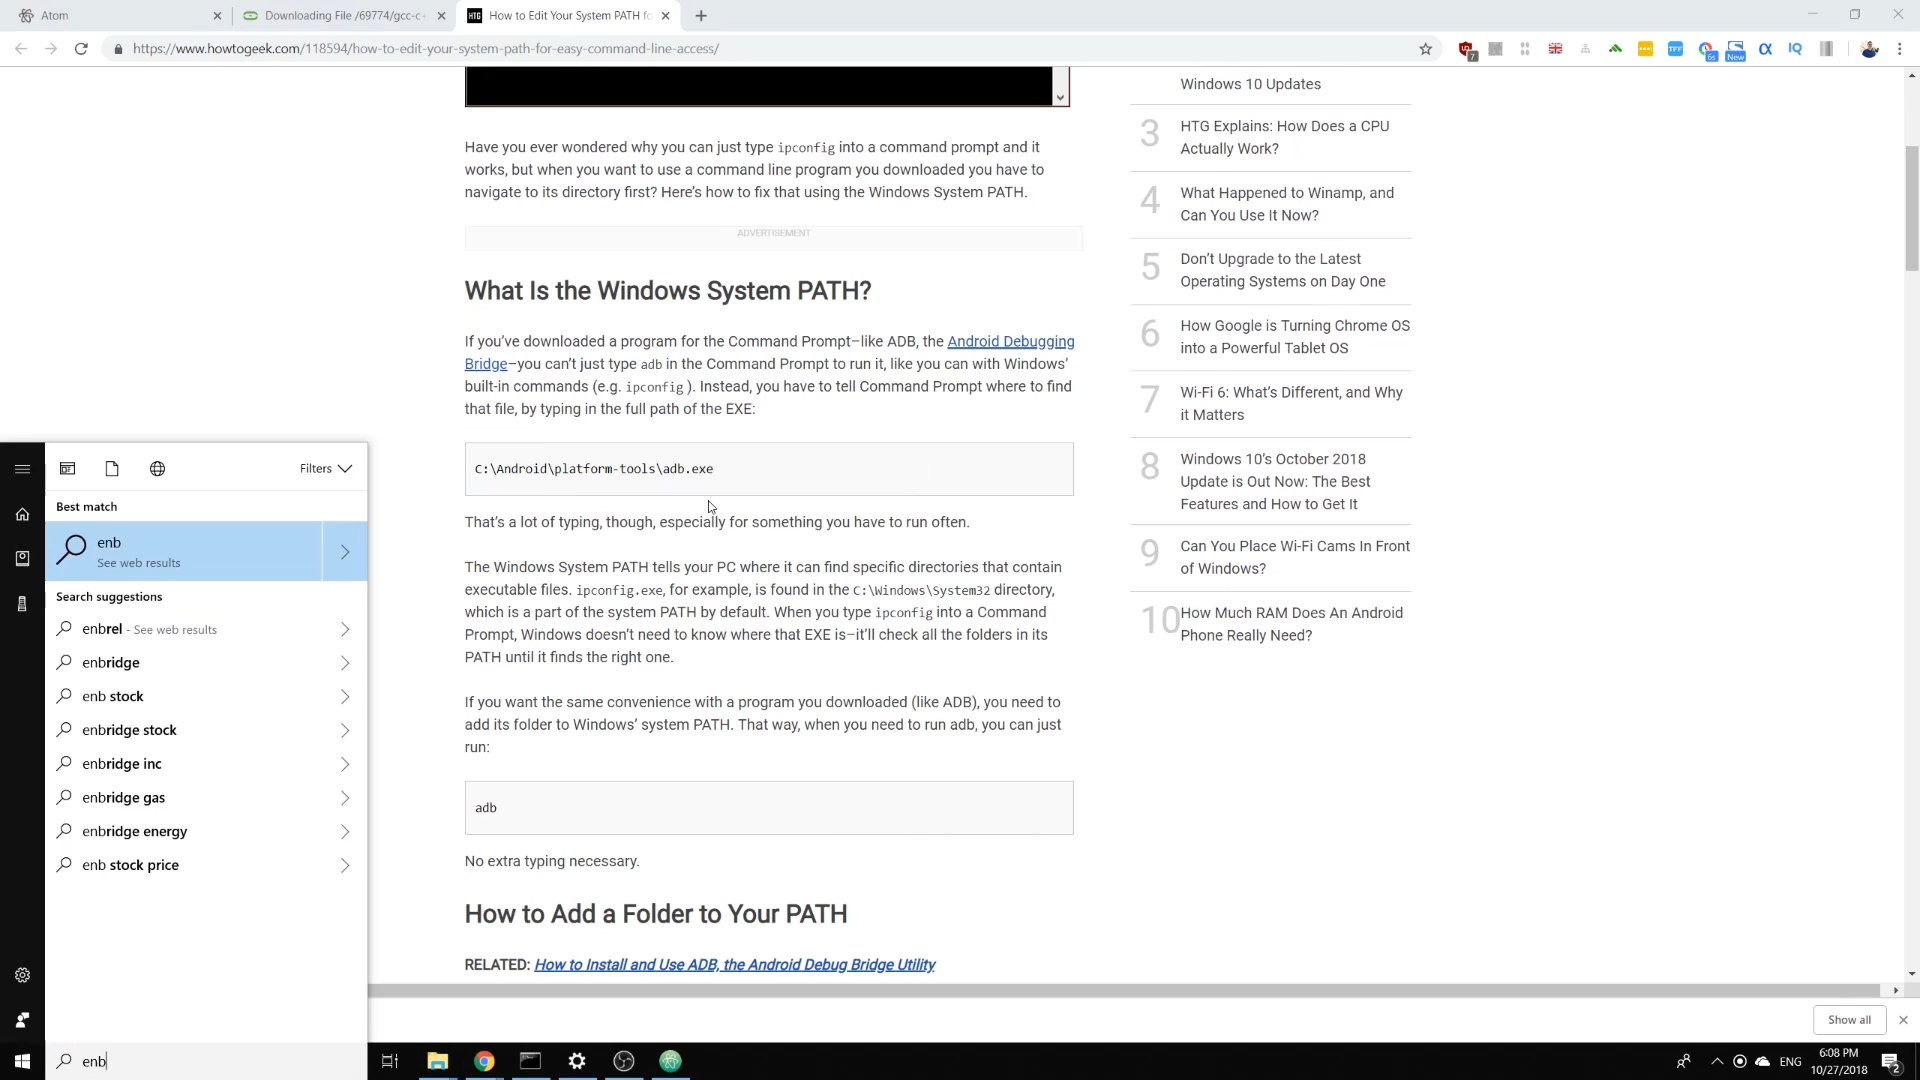 Atom
Downloading File /69774/gcc-c
HTG
How to Edit Your System PATH fo
https://www.howtogeek.com/118594/how-to-edit-your-system-path-for-easy-command-line-access/
7
6s
New
IQ
TFF
Have you ever wondered why you can just type ipconfig into a command prompt and it
works, but when you want to use a command line program you downloaded you have to
navigate to its directory first? Here's how to fix that using the Windows System PATH.
ADVERTISEMENT
What Is the Windows System PATH?
If you've downloaded a program for the Command Prompt–like ADB, the Android Debugging
Bridge–you can't just type adb in the Command Prompt to run it, like you can with Windows'
built-in commands (e.g. ipconfig ). Instead, you have to tell Command Prompt where to find
that file, by typing in the full path of the EXE:
C:\Android\platform-tools\adb.exe
That's a lot of typing, though, especially for something you have to run often.
The Windows System PATH tells your PC where it can find specific directories that contain
executable files. ipconfig.exe, for example, is found in the C:\Windows\System32 directory,
which is a part of the system PATH by default. When you type ipconfig into a Command
Prompt, Windows doesn't need to know where that EXE is–it'll check all the folders in its
PATH until it finds the right one.
If you want the same convenience with a program you downloaded (like ADB), you need to
add its folder to Windows' system PATH. That way, when you need to run adb, you can just
run:
adb
No extra typing necessary.
How to Add a Folder to Your PATH
RELATED: How to Install and Use ADB, the Android Debug Bridge Utility
Windows 10 Updates
3
HTG Explains: How Does a CPU
Actually Work?
4
What Happened to Winamp, and
Can You Use It Now?
5
Don't Upgrade to the Latest
Operating Systems on Day One
6
How Google is Turning Chrome OS
into a Powerful Tablet OS
7
Wi-Fi 6: What's Different, and Why
it Matters
8
Windows 10's October 2018
Update is Out Now: The Best
Features and How to Get It
9
Can You Place Wi-Fi Cams In Front
of Windows?
10
How Much RAM Does An Android
Phone Really Need?
Filters
Best match
enb
See web results
Search suggestions
enbrel - See web results
enbridge
enb stock
enbridge stock
enbridge inc
enbridge gas
enbridge energy
enb stock price
enb
Show all
ENG
6:08 PM
10/27/2018
2